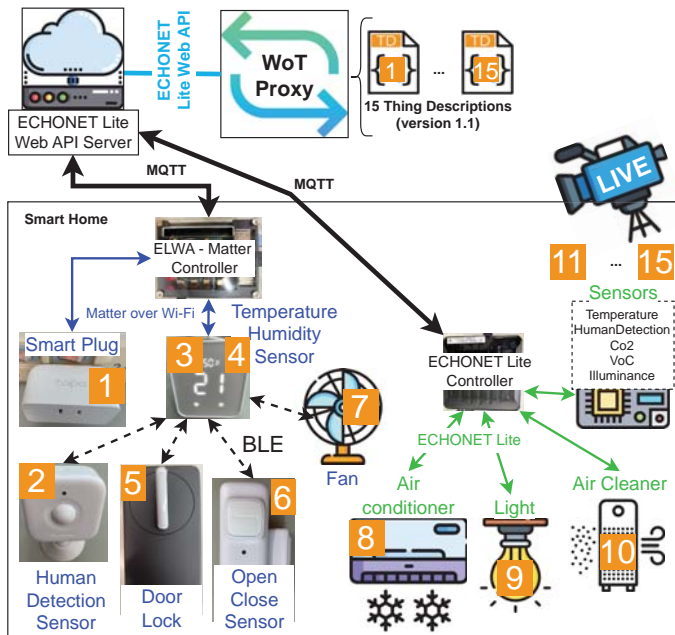 ECHONET Lite
Web API Server
ECHONET
Lite Web API
WoT
Proxy
TD
{1}
...
TD
{15}
15 Thing Descriptions
(version 1.1)
MQTT
MQTT
LIVE
Smart Home
ELWA - Matter
Controller
Matter over Wi-Fi
Temperature
Humidity
Sensor
Smart Plug
1
tapo
3
4
21
BLE
7
Fan
2
Human
Detection
Sensor
5
Door
Lock
6
Open
Close
Sensor
11
...
15
Sensors
Temperature
HumanDetection
Co2
VoC
Illuminance
ECHONET Lite
Controller
ECHONET Lite
Air
conditioner
8
Light
9
Air Cleaner
10